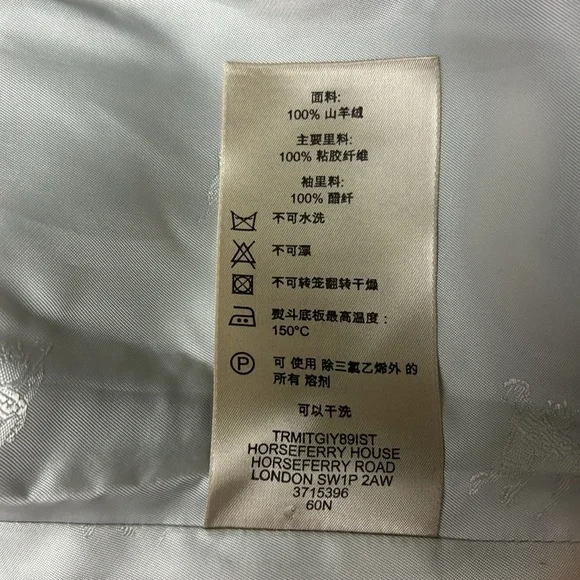 面料:
100% 山羊绒
主要里料:
100% 粘胶纤维
袖里料:
100% 醋纤
不可水洗
不可漂
不可转笼翻转干燥
熨斗底板最高温度:
150°C
P 可 使用 除三氯乙烯外 的
所有 溶剂
可以干洗
TRMITGIY89IST
HORSEFERRY HOUSE
HORSEFERRY ROAD
LONDON SW1P 2AW
3715396
60N